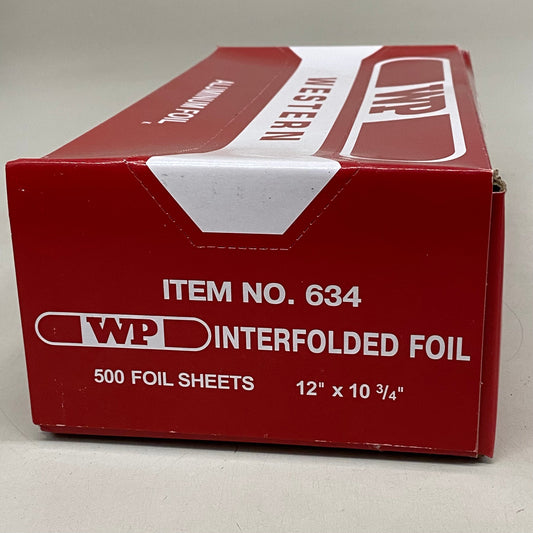 WP
WESTERN
ALUMINUM FOIL
ITEM NO. 634
WP INTERFOLDED FOIL
500 FOIL SHEETS 12" x 10 3/4"